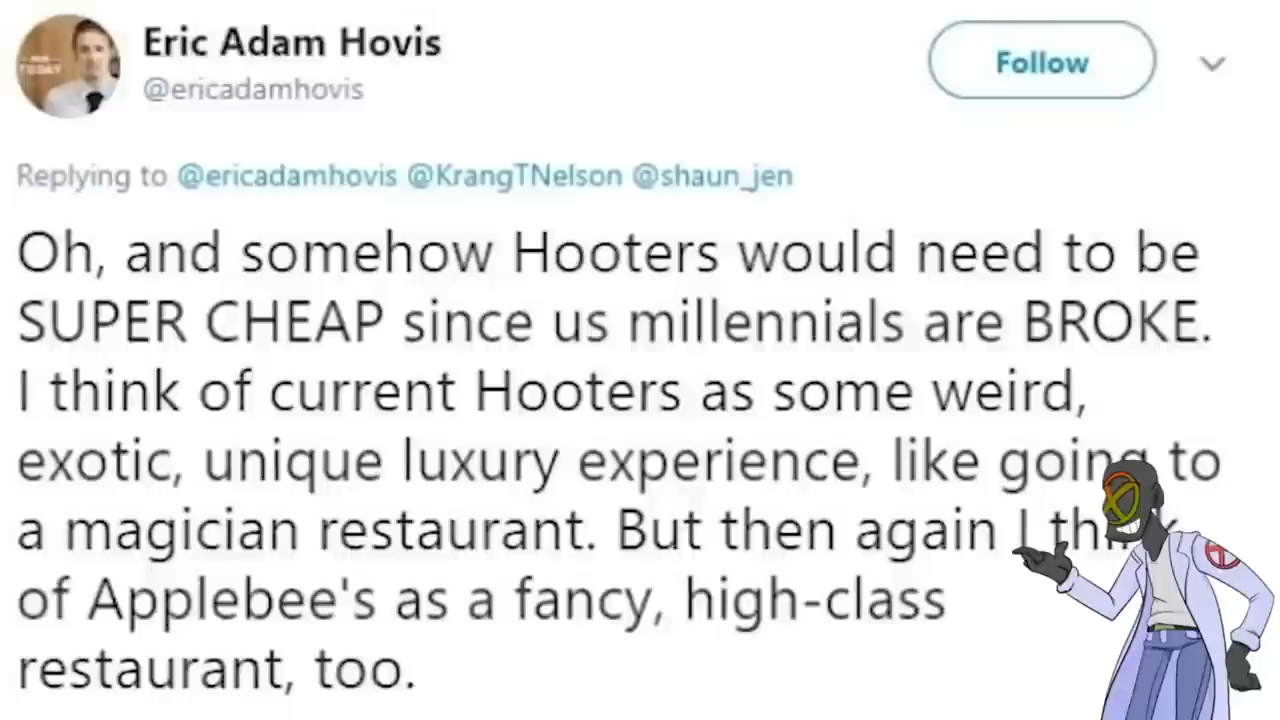 Eric Adam Hovis
@ericadamhovis
Follow
Replying to @ericadamhovis @KrangTNelson @shaun_jen
Oh, and somehow Hooters would need to be
SUPER CHEAP since us millennials are BROKE.
I think of current Hooters as some weird,
exotic, unique luxury experience, like going to
a magician restaurant. But then again I think
of Applebee's as a fancy, high-class
restaurant, too.